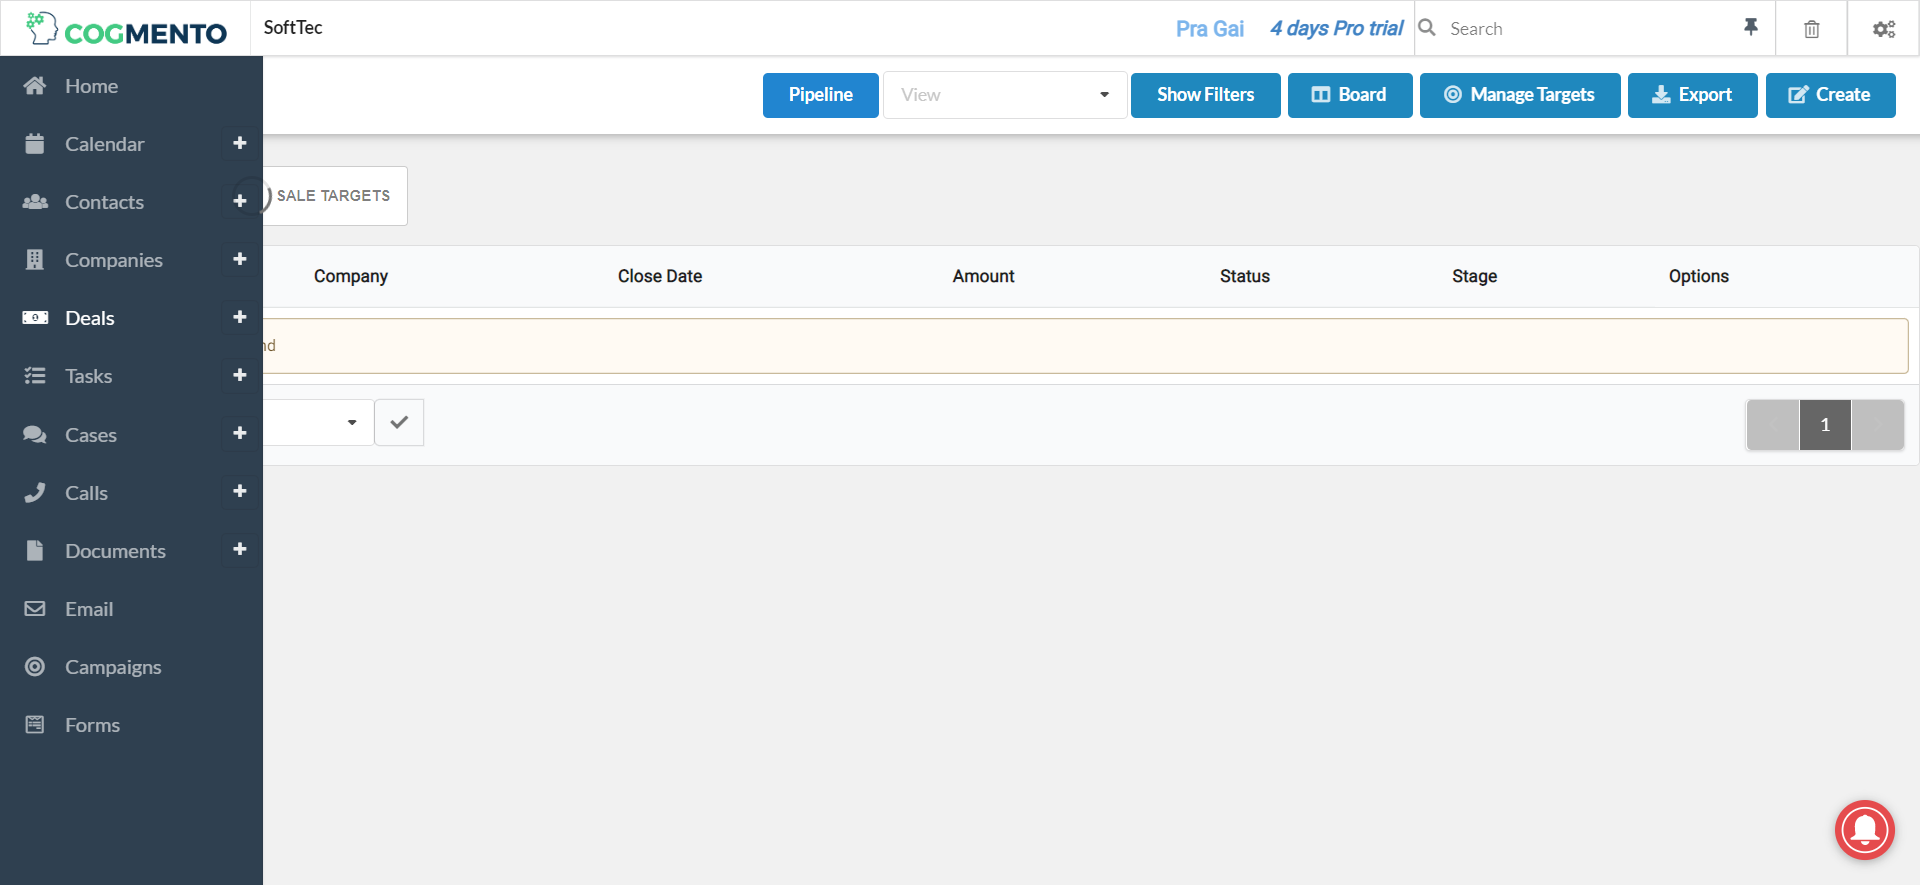 COGMENTO
SoftTec
Pra Gai
4 days Pro trial
Search
Home
Calendar
Contacts
Companies
Deals
Tasks
Cases
Calls
Documents
Email
Campaigns
Forms
Pipeline
View
Show Filters
Board
Manage Targets
Export
Create
SALE TARGETS
Company
Close Date
Amount
Status
Stage
Options
nd
1